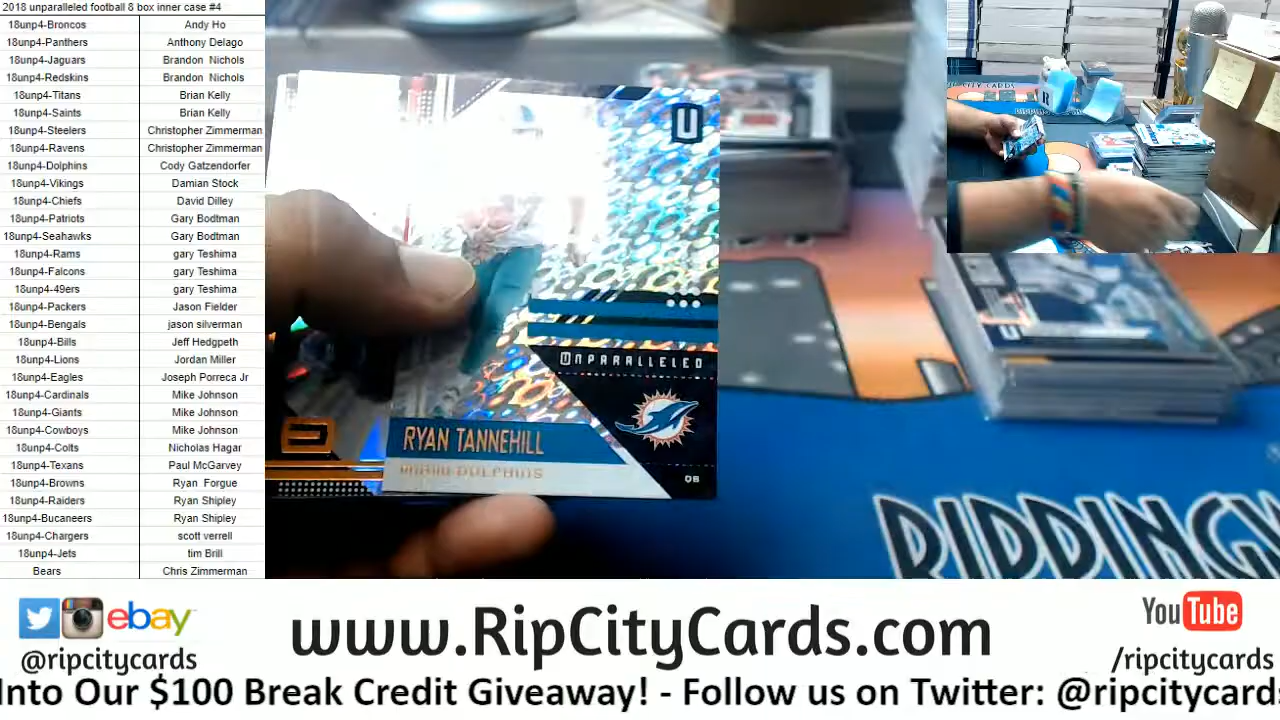 2018 unparalleled football 8 box inner case #4
18unp4-Broncos Andy Ho
18unp4-Panthers Anthony Delago
18unp4-Jaguars Brandon Nichols
18unp4-Redskins Brandon Nichols
18unp4-Titans Brian Kelly
18unp4-Saints Brian Kelly
18unp4-Steelers Christopher Zimmerman
18unp4-Ravens Christopher Zimmerman
18unp4-Dolphins Cody Gatzendorfer
18unp4-Vikings Damian Stock
18unp4-Chiefs David Dilley
18unp4-Patriots Gary Bodtman
18unp4-Seahawks Gary Bodtman
18unp4-Rams gary Teshima
18unp4-Falcons gary Teshima
18unp4-49ers gary Teshima
18unp4-Packers Jason Fielder
18unp4-Bengals jason silverman
18unp4-Bills Jeff Hedgpeth
18unp4-Lions Jordan Miller
18unp4-Eagles Joseph Porreca Jr
18unp4-Cardinals Mike Johnson
18unp4-Giants Mike Johnson
18unp4-Cowboys Mike Johnson
18unp4-Colts Nicholas Hagar
18unp4-Texans Paul McGarvey
18unp4-Browns Ryan Forgue
18unp4-Raiders Ryan Shipley
18unp4-Bucaneers Ryan Shipley
18unp4-Chargers scott verrell
18unp4-Jets tim Brill
Bears Chris Zimmerman
U
UNPARALLELED
RYAN TANNEHILL
MIAMI DOLPHINS
QB
ebay
@ripcitycards
www.RipCityCards.com
YouTube
/ripcitycards
Into Our $100 Break Credit Giveaway! - Follow us on Twitter: @ripcitycards